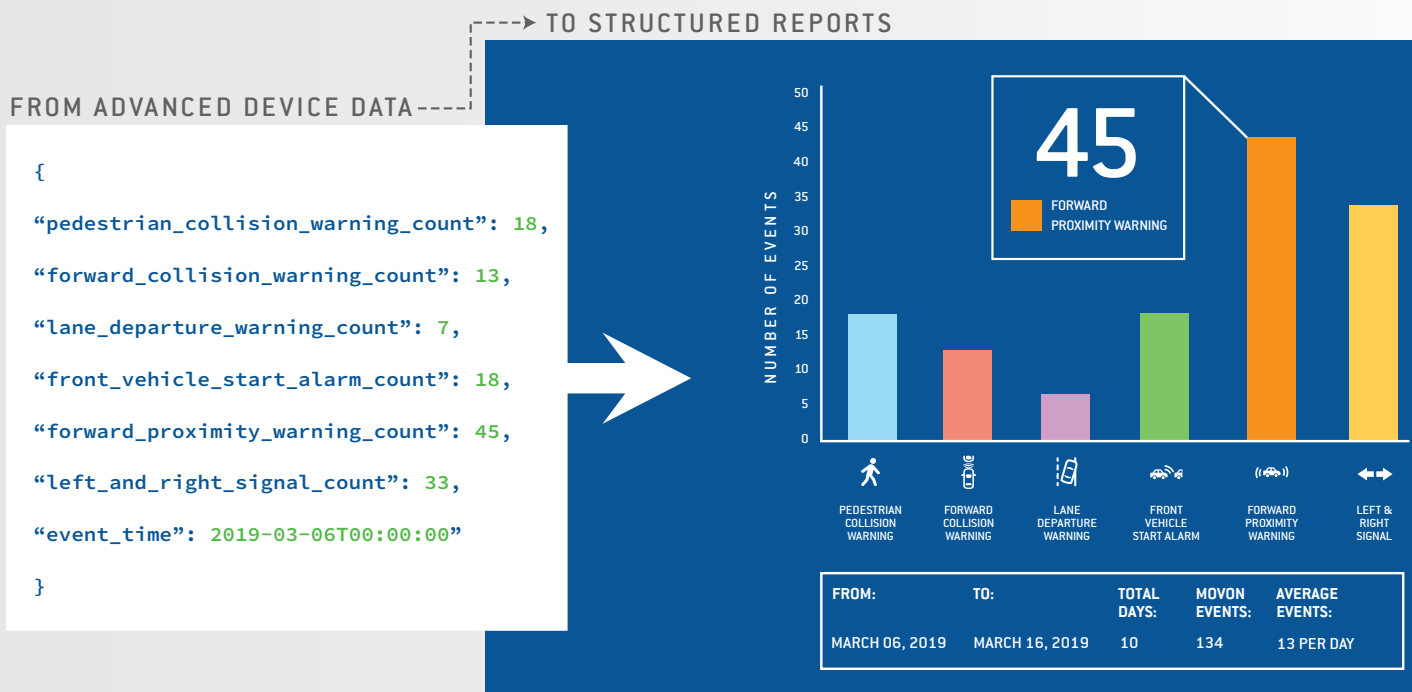 TO STRUCTURED REPORTS
FROM ADVANCED DEVICE DATA
{
“pedestrian_collision_warning_count”: 18,
“forward_collision_warning_count”: 13,
“lane_departure_warning_count”: 7,
“front_vehicle_start_alarm_count”: 18,
“forward_proximity_warning_count”: 45,
“left_and_right_signal_count”: 33,
“event_time”: 2019-03-06T00:00:00”
}
NUMBER OF EVENTS
50
45
40
35
30
25
20
15
10
5
0
45
FORWARD
PROXIMITY WARNING
PEDESTRIAN
COLLISION
WARNING
FORWARD
COLLISION
WARNING
LANE
DEPARTURE
WARNING
FRONT
VEHICLE
START ALARM
FORWARD
PROXIMITY
WARNING
LEFT &
RIGHT
SIGNAL
FROM:
MARCH 06, 2019
TO:
MARCH 16, 2019
TOTAL
DAYS:
10
MOVON
EVENTS:
134
AVERAGE
EVENTS:
13 PER DAY